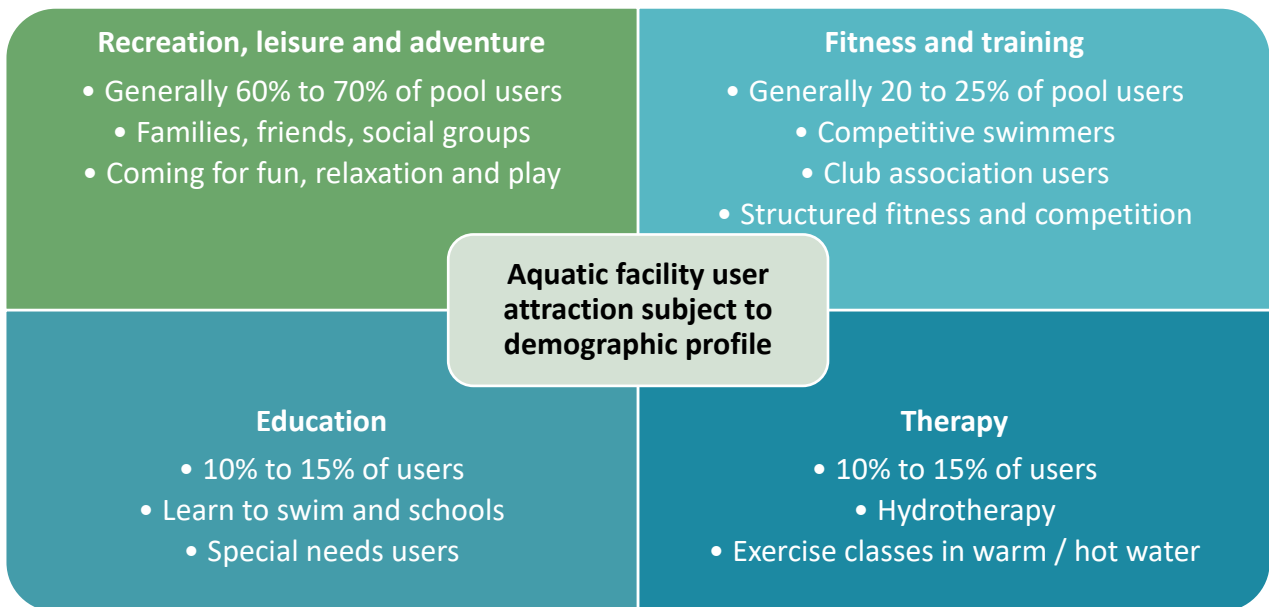 Recreation, leisure and adventure
• Generally 60% to 70% of pool users
• Families, friends, social groups
• Coming for fun, relaxation and play
Fitness and training
• Generally 20 to 25% of pool users
• Competitive swimmers
• Club association users
• Structured fitness and competition
Aquatic facility user
attraction subject to
demographic profile
Education
• 10% to 15% of users
• Learn to swim and schools
• Special needs users
Therapy
• 10% to 15% of users
• Hydrotherapy
• Exercise classes in warm / hot water